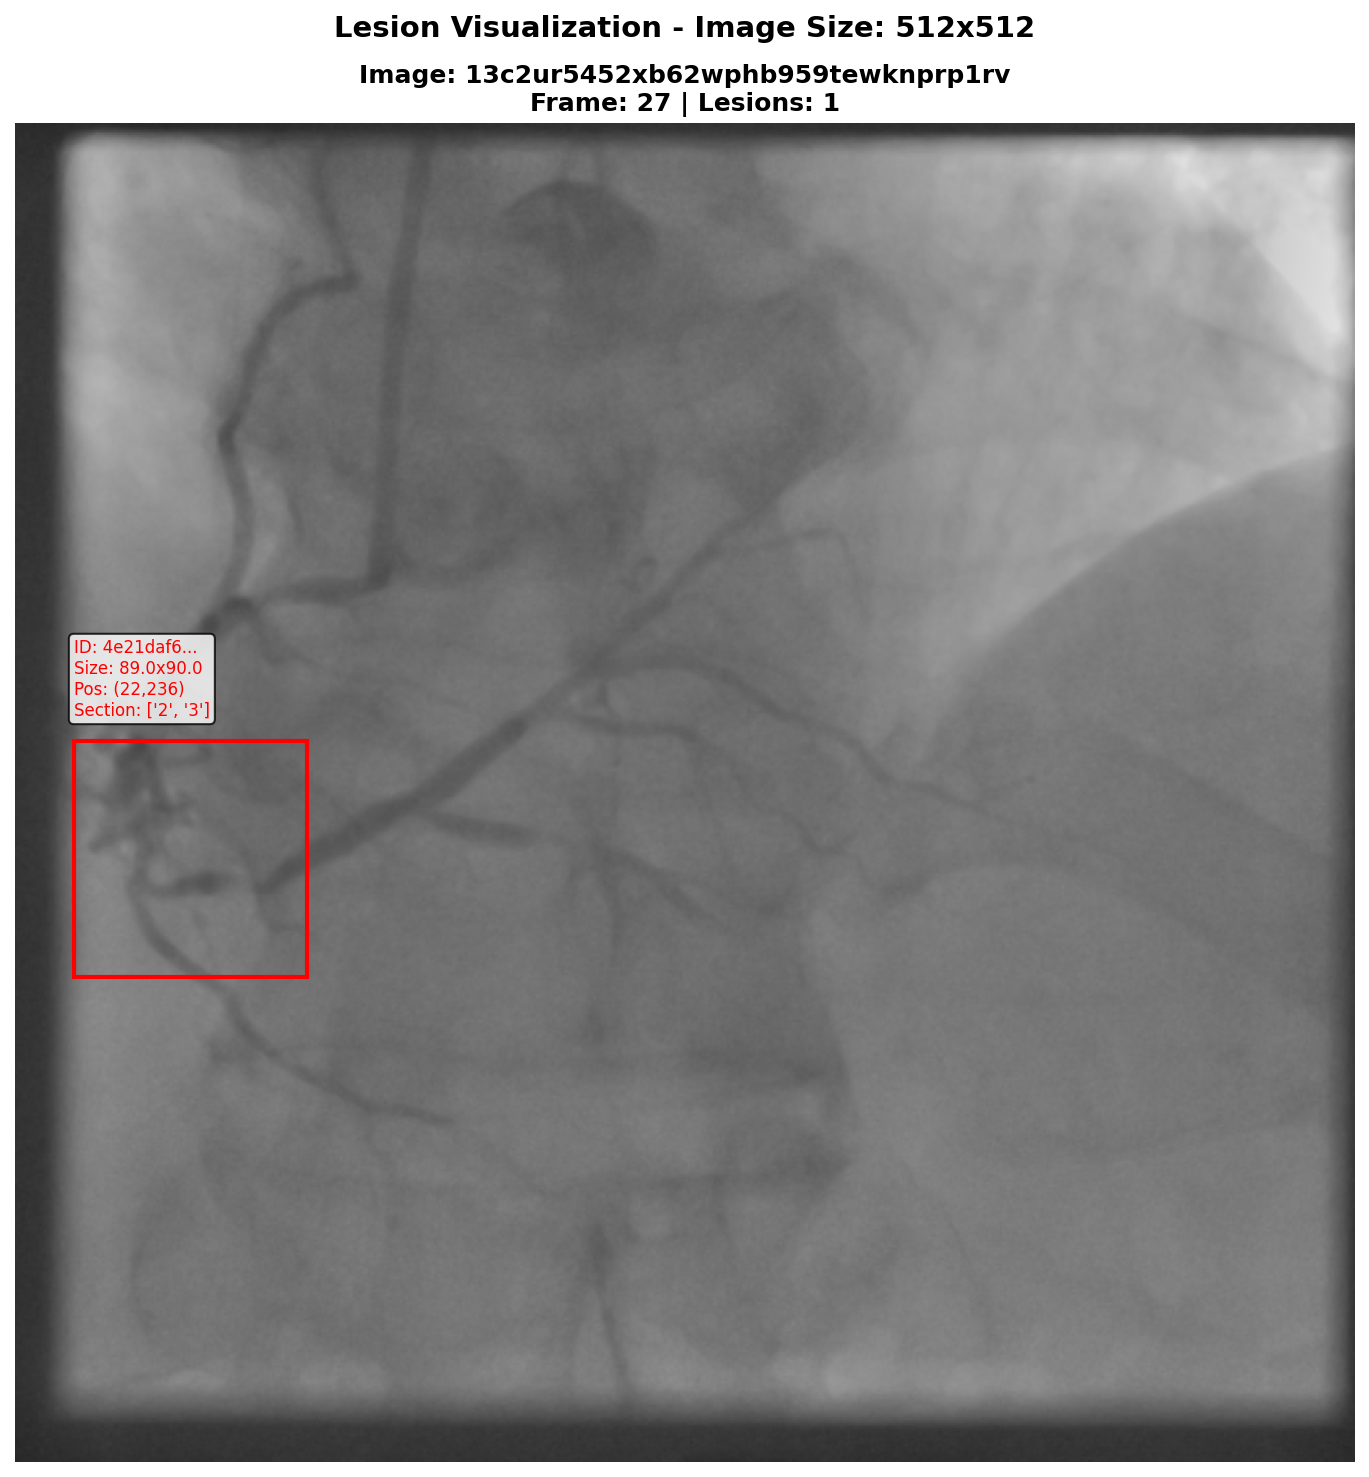 Lesion Visualization - Image Size: 512x512
Image: 13c2ur5452xb62wphb959tewknprp1rv
Frame: 27 | Lesions: 1
ID: 4e21daf6...
Size: 89.0x90.0
Pos: (22,236)
Section: ['2', '3']